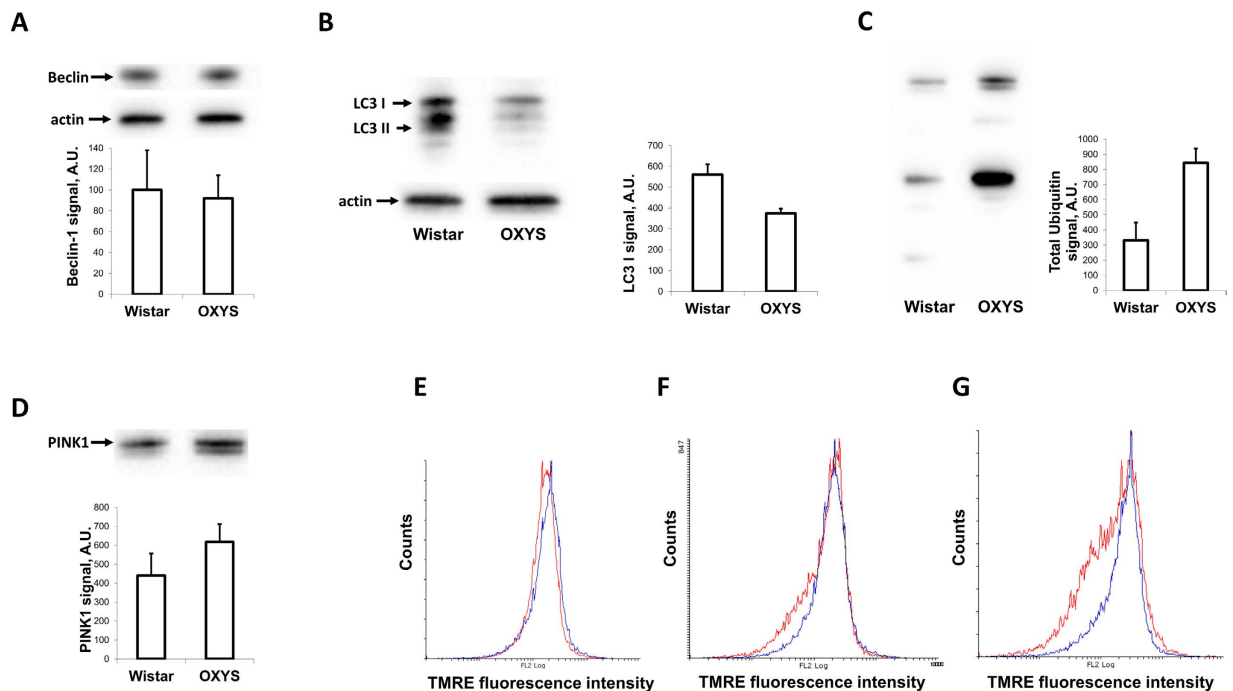 A
Beclin
actin
Beclin-1 signal, A.U.
140
120
100
80
60
40
20
0
Wistar OXYS
B
LC3 I
LC3 II
actin
Wistar OXYS
LC3 I signal, A.U.
700
600
500
400
300
200
100
0
Wistar OXYS
C
Wistar OXYS
Total Ubiquitin
signal, A.U.
1000
900
800
700
600
500
400
300
200
100
0
Wistar OXYS
D
PINK1
PINK1 signal, A.U.
800
700
600
500
400
300
200
100
0
Wistar OXYS
E
Counts
FL2 Log
TMRE fluorescence intensity
F
847
Counts
FL2 Log
TMRE fluorescence intensity
G
Counts
FL2 Log
TMRE fluorescence intensity